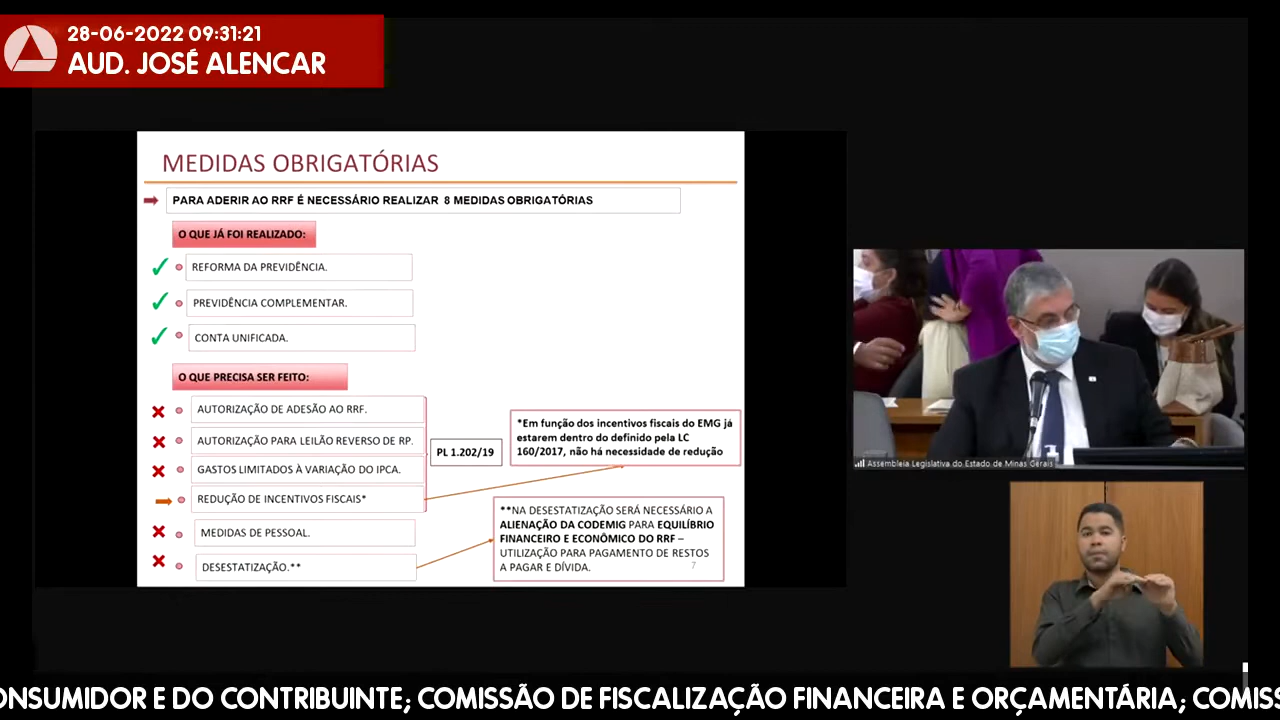 28-06-2022 09:31:21
AUD. JOSÉ ALENCAR
MEDIDAS OBRIGATÓRIAS
PARA ADERIR AO RRF É NECESSÁRIO REALIZAR 8 MEDIDAS OBRIGATÓRIAS
O QUE JÁ FOI REALIZADO:
REFORMA DA PREVIDÊNCIA.
PREVIDÊNCIA COMPLEMENTAR.
CONTA UNIFICADA.
O QUE PRECISA SER FEITO:
AUTORIZAÇÃO DE ADESÃO AO RRF.
AUTORIZAÇÃO PARA LEILÃO REVERSO DE RP.
GASTOS LIMITADOS À VARIAÇÃO DO IPCA.
REDUÇÃO DE INCENTIVOS FISCAIS*
MEDIDAS DE PESSOAL.
DESESTATIZAÇÃO.**
PL 1.202/19
*Em função dos incentivos fiscais do EMG já
estarem dentro do definido pela LC
160/2017, não há necessidade de redução
**NA DESESTATIZAÇÃO SERÁ NECESSÁRIO A
ALIENAÇÃO DA CODEMIG PARA EQUILÍBRIO
FINANCEIRO E ECONÔMICO DO RRF –
UTILIZAÇÃO PARA PAGAMENTO DE RESTOS
A PAGAR E DÍVIDA.
7
Assembleia Legislativa do Estado de Minas Gerais
ONSUMIDOR E DO CONTRIBUINTE; COMISSÃO DE FISCALIZAÇÃO FINANCEIRA E ORÇAMENTÁRIA; COMISS